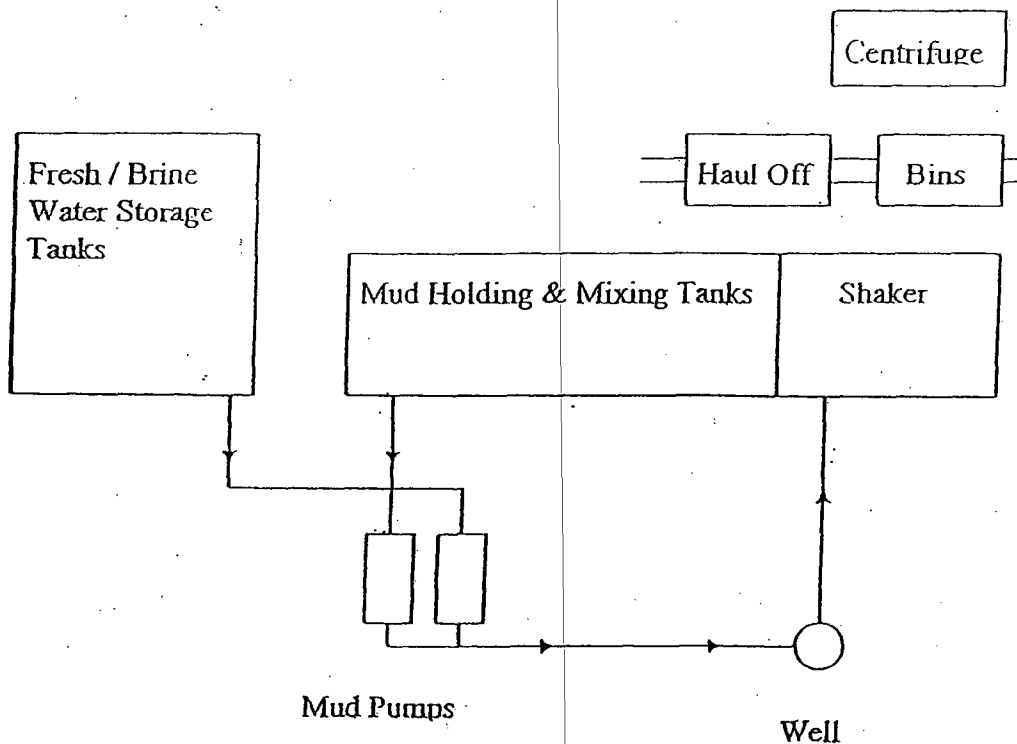 Centrifuge
Fresh / Brine
Water Storage
Tanks
Haul Off
Bins
Mud Holding & Mixing Tanks
Shaker
Mud Pumps
Well